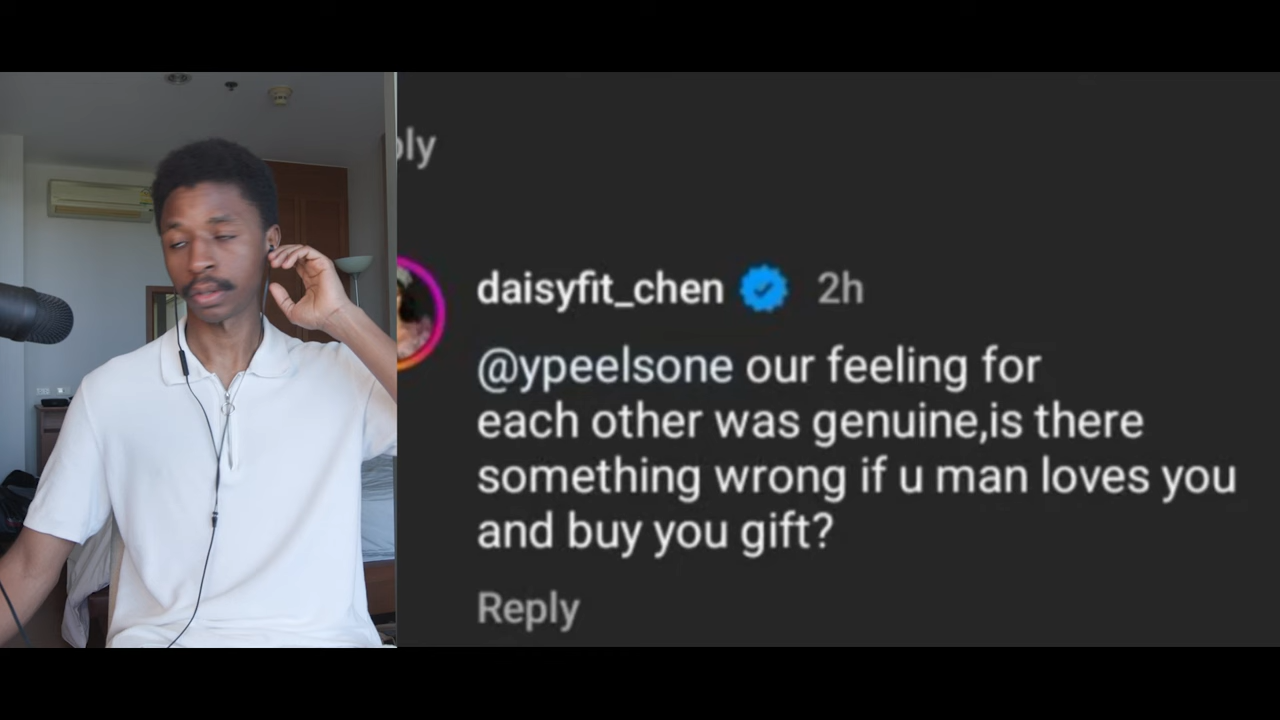 ply
daisyfit_chen 2h
@ypeelsone our feeling for
each other was genuine,is there
something wrong if u man loves you
and buy you gift?
Reply